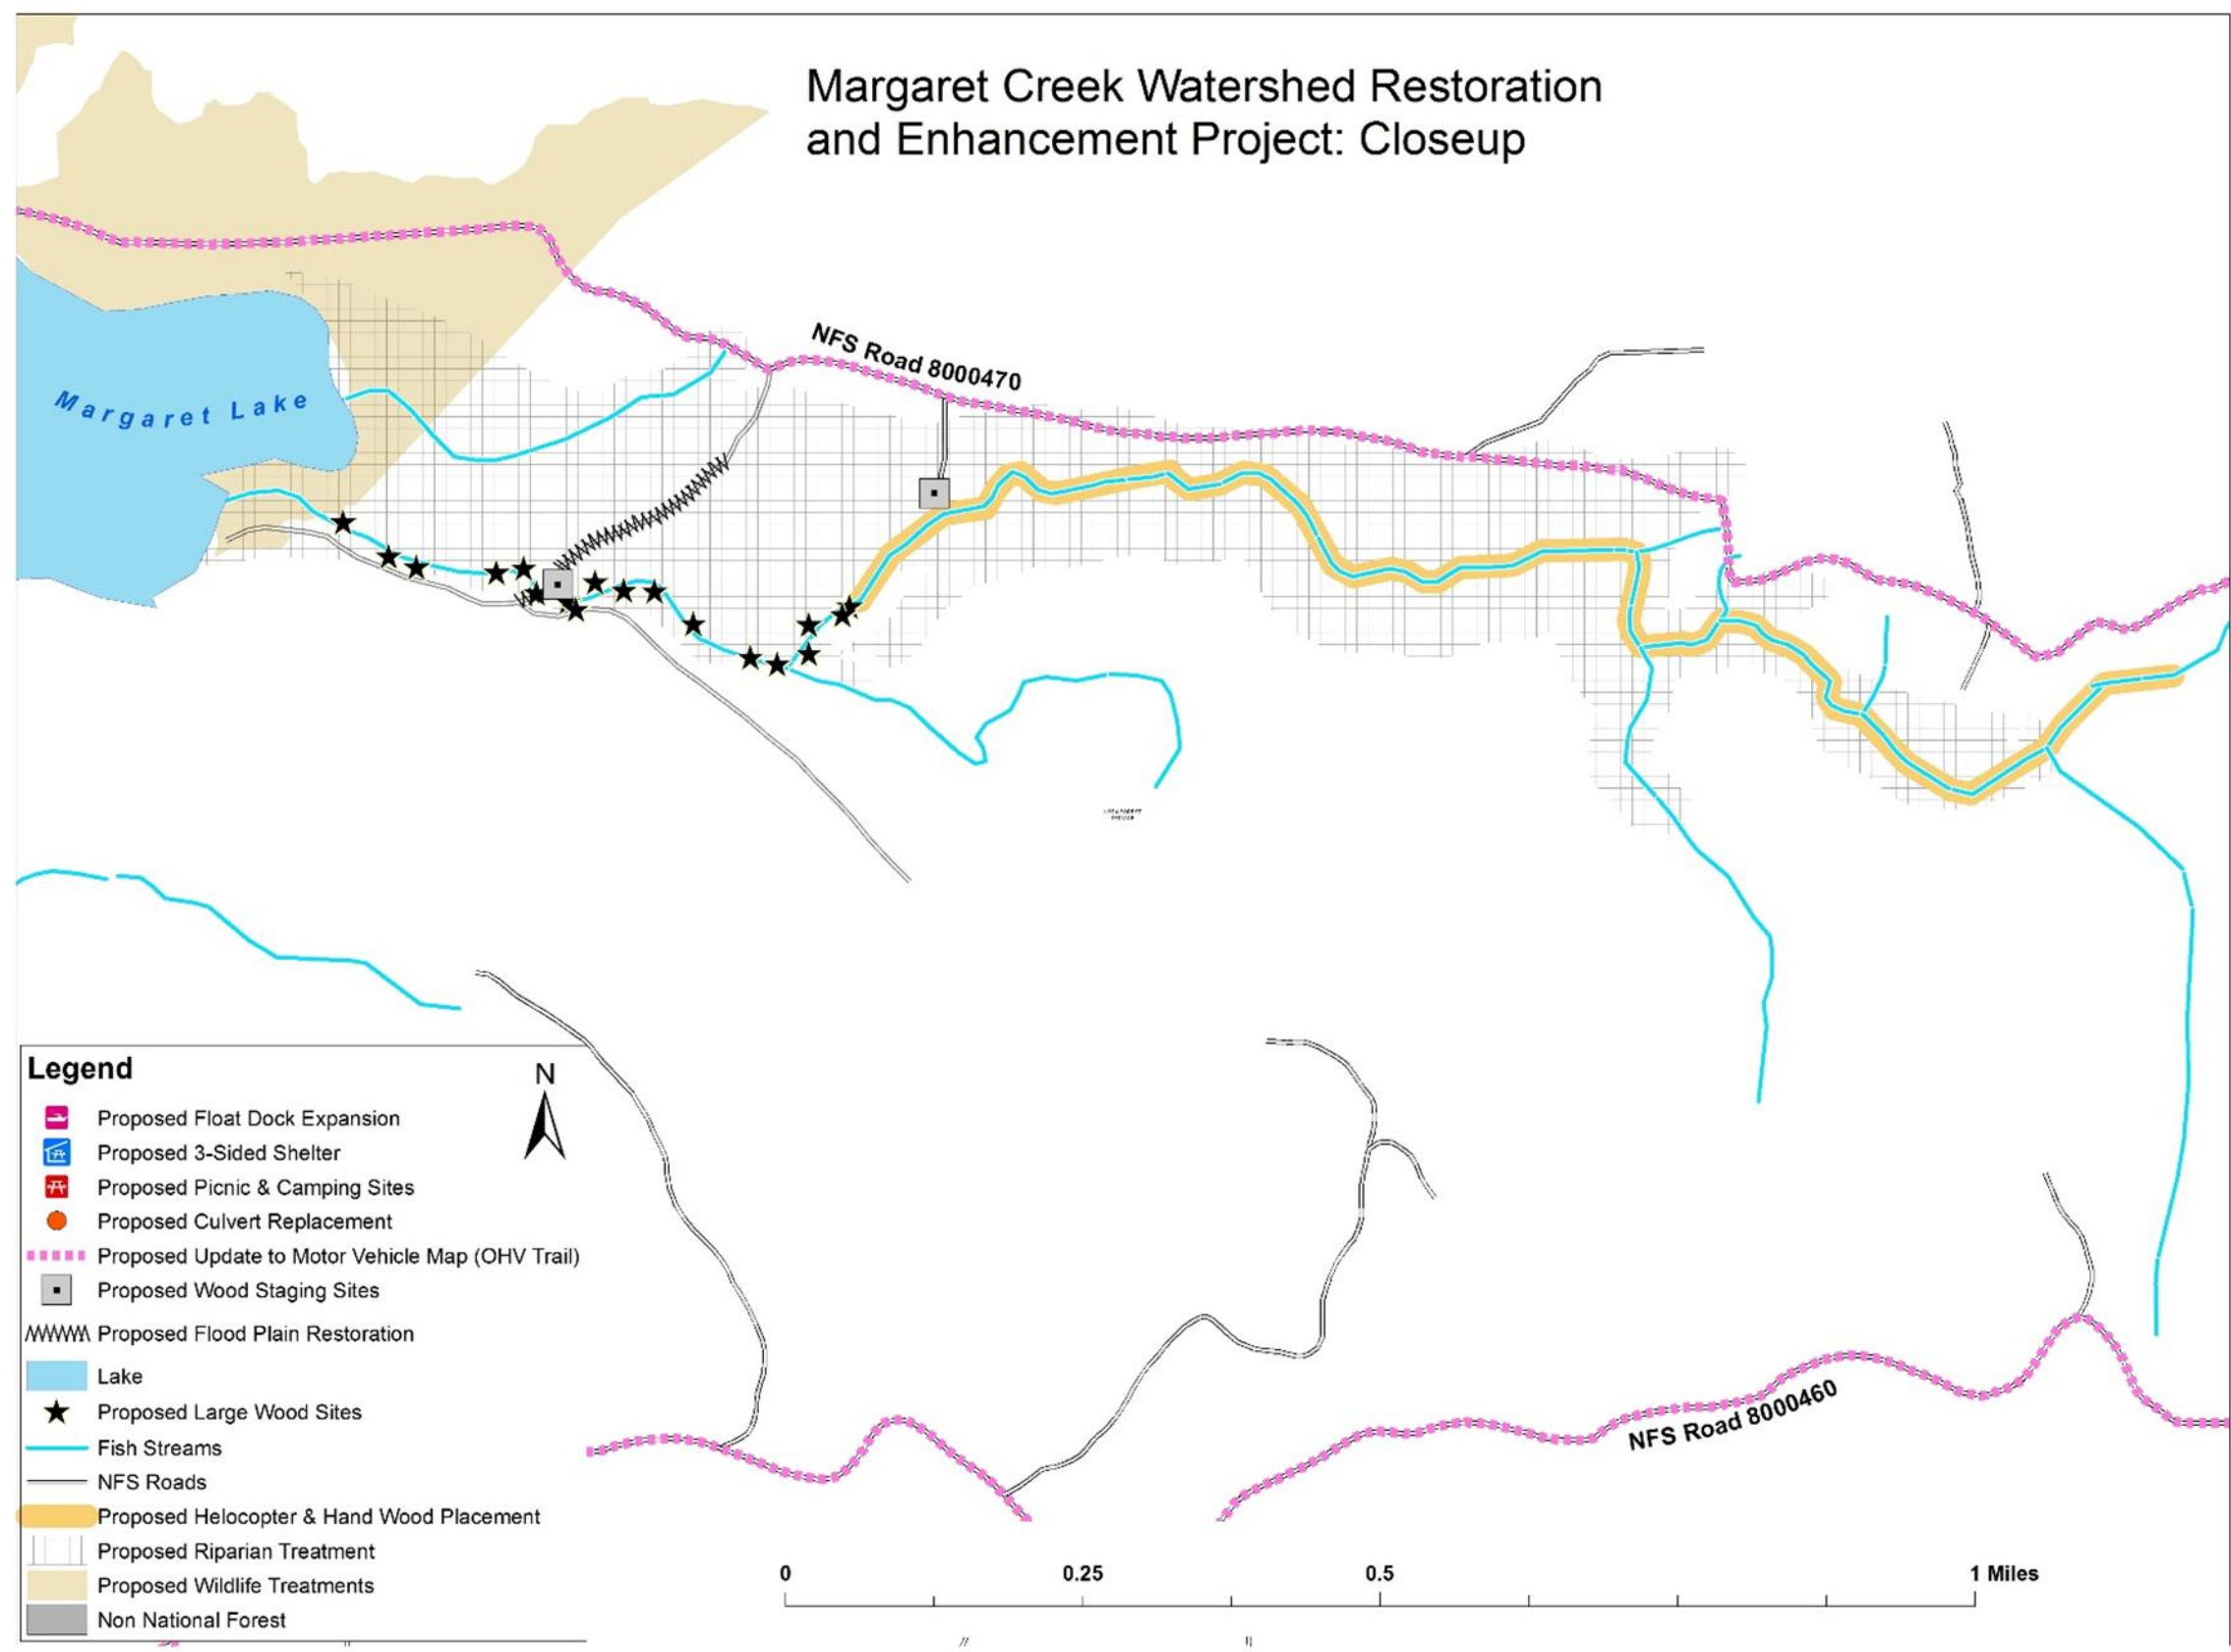 Margaret Creek Watershed Restoration
and Enhancement Project: Closeup
NFS Road 8000470
Margaret Lake
Legend
N
Proposed Float Dock Expansion
Proposed 3-Sided Shelter
Proposed Picnic & Camping Sites
Proposed Culvert Replacement
Proposed Update to Motor Vehicle Map (OHV Trail)
Proposed Wood Staging Sites
Proposed Flood Plain Restoration
Lake
Proposed Large Wood Sites
Fish Streams
NFS Roads
Proposed Helocopter & Hand Wood Placement
Proposed Riparian Treatment
Proposed Wildlife Treatments
Non National Forest
NFS Road 8000460
0 0.25 0.5 1 Miles